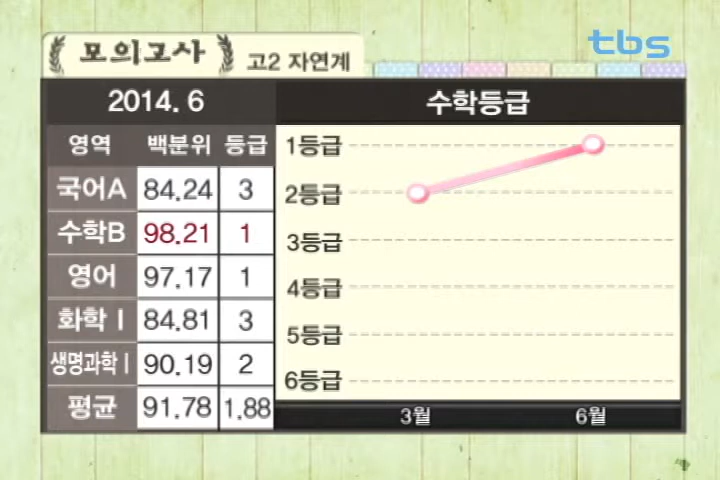 tbs
모의고사 고2 자연계
2014. 6
영역 백분위 등급
국어A 84.24 3
수학B 98.21 1
영어 97.17 1
화학Ⅰ 84.81 3
생명과학Ⅰ 90.19 2
평균 91.78 1.88
수학등급
1등급
2등급
3등급
4등급
5등급
6등급
3월 6월